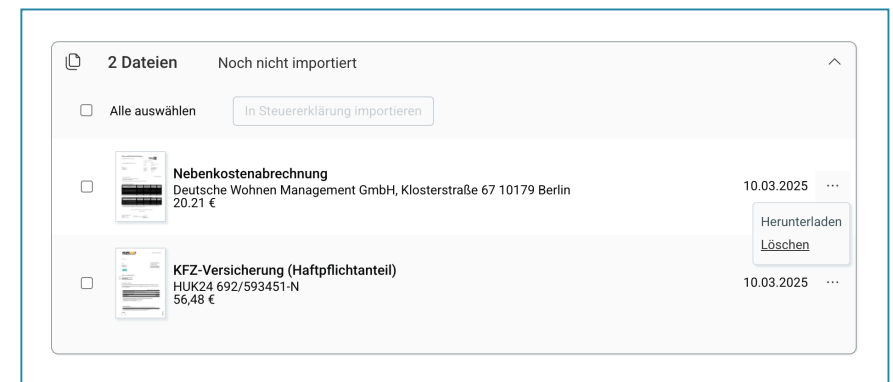 2 Dateien Noch nicht importiert
Alle auswählen In Steuererklärung importieren
Nebenkostenabrechnung
Deutsche Wohnen Management GmbH, Klosterstraße 67 10179 Berlin
20.21 €
10.03.2025 ...
Herunterladen
Löschen
KFZ-Versicherung (Haftpflichtanteil)
HUK24 692/593451-N
56,48 €
10.03.2025 ...